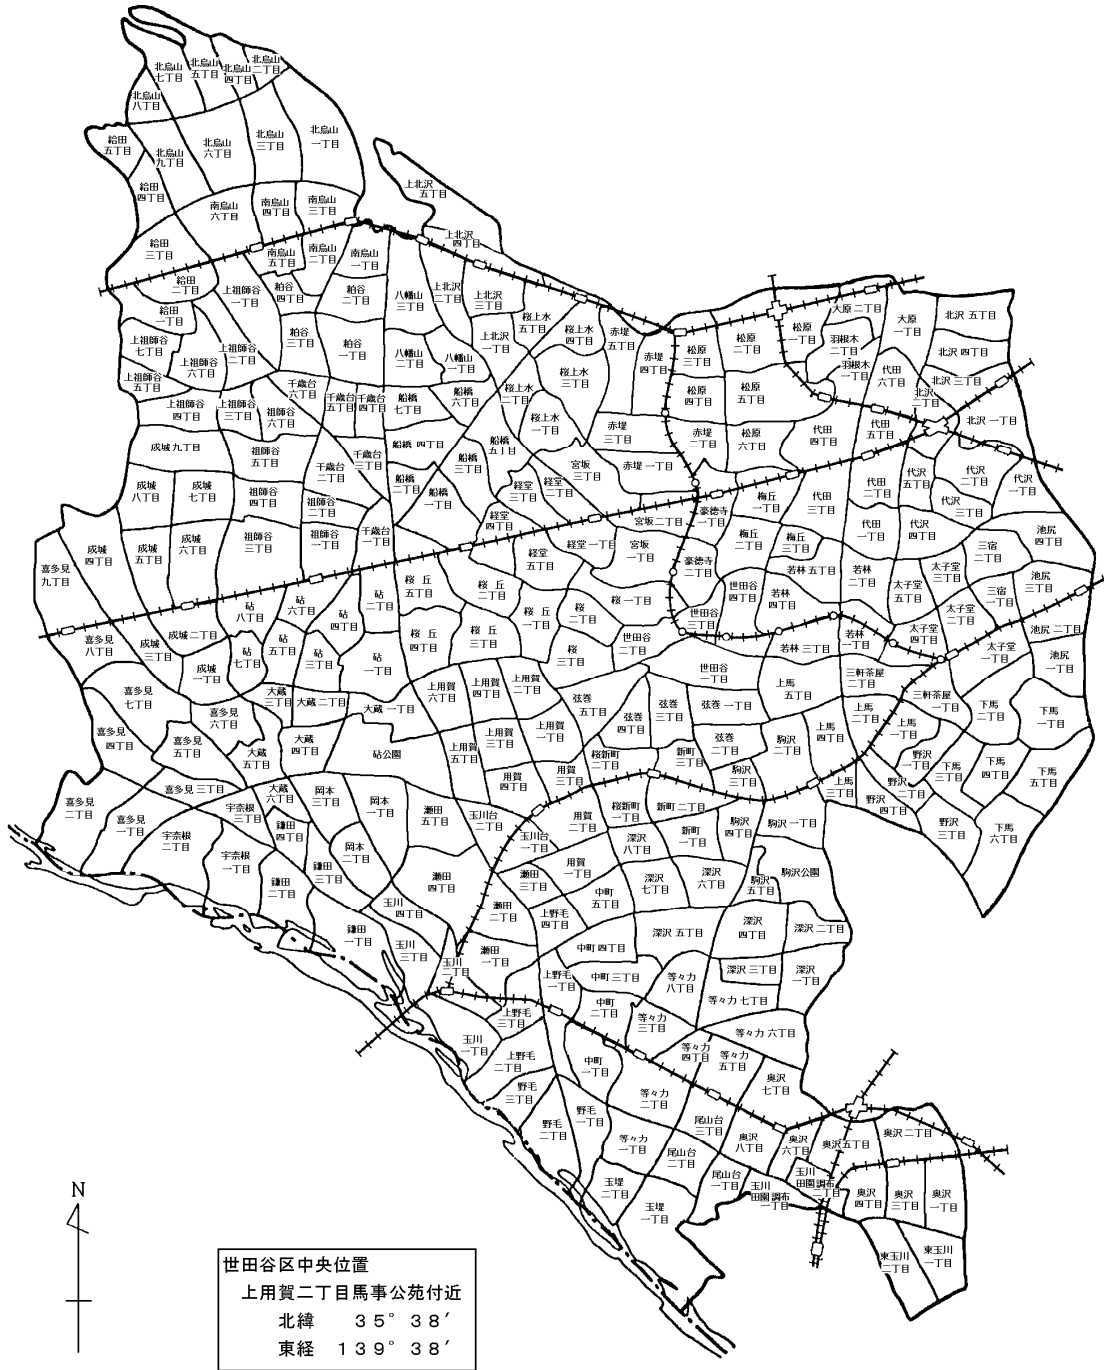 北烏山
七丁目
北烏山
五丁目
北烏山
四丁目
北烏山
二丁目
北烏山
八丁目
給田
五丁目
北烏山
九丁目
北烏山
六丁目
北烏山
三丁目
北烏山
一丁目
給田
四丁目
南烏山
六丁目
南烏山
四丁目
南烏山
三丁目
上北沢
五丁目
上北沢
四丁目
給田
三丁目
南烏山
五丁目
南烏山
二丁目
南烏山
一丁目
給田
二丁目
給田
一丁目
上祖師谷
一丁目
粕谷
四丁目
粕谷
二丁目
八幡山
三丁目
上北沢
二丁目
上北沢
三丁目
桜上水
五丁目
桜上水
四丁目
赤堤
五丁目
赤堤
四丁目
松原
三丁目
松原
二丁目
松原
一丁目
大原 二丁目
大原
一丁目
北沢 五丁目
羽根木
二丁目
羽根木
一丁目
北沢 四丁目
上祖師谷
七丁目
上祖師谷
六丁目
上祖師谷
二丁目
粕谷
三丁目
粕谷
一丁目
八幡山
二丁目
八幡山
一丁目
上北沢
一丁目
桜上水
三丁目
桜上水
二丁目
上祖師谷
五丁目
上祖師谷
四丁目
上祖師谷
三丁目
祖師谷
六丁目
千歳台
六丁目
千歳台
五丁目
千歳台
四丁目
船橋
七丁目
船橋
六丁目
桜上水
一丁目
松原
四丁目
松原
五丁目
代田
六丁目
北沢 三丁目
北沢
二丁目
北沢 一丁目
成城 九丁目
祖師谷
五丁目
千歳台
三丁目
千歳台
二丁目
船橋 四丁目
船橋
五丁目
船橋
三丁目
赤堤
三丁目
赤堤
二丁目
松原
六丁目
代田
四丁目
代田
五丁目
成城
八丁目
成城
七丁目
祖師谷
四丁目
祖師谷
二丁目
船橋
二丁目
船橋
一丁目
経堂
三丁目
経堂
二丁目
宮坂
三丁目
赤堤 一丁目
梅丘
一丁目
代田
三丁目
代田
二丁目
代沢
五丁目
代沢
二丁目
代沢
一丁目
代沢
三丁目
喜多見
九丁目
成城
四丁目
成城
五丁目
成城
六丁目
祖師谷
三丁目
祖師谷
一丁目
千歳台
一丁目
経堂
四丁目
宮坂 二丁目
豪徳寺
一丁目
梅丘
二丁目
梅丘
三丁目
代田
一丁目
代沢
四丁目
池尻
四丁目
経堂
五丁目
経堂 一丁目
宮坂
一丁目
豪徳寺
二丁目
若林 五丁目
若林
二丁目
太子堂
五丁目
太子堂
三丁目
三宿
二丁目
三宿
一丁目
池尻
三丁目
砧
八丁目
砧
六丁目
砧
四丁目
砧
二丁目
桜 丘
五丁目
桜 丘
二丁目
桜 丘
一丁目
桜
二丁目
桜 一丁目
世田谷
四丁目
世田谷
三丁目
若林
四丁目
太子堂
二丁目
池尻 二丁目
喜多見
八丁目
成城
三丁目
成城 二丁目
成城
一丁目
砧
七丁目
砧
五丁目
砧
三丁目
砧
一丁目
桜 丘
四丁目
桜 丘
三丁目
桜
三丁目
世田谷
二丁目
世田谷
一丁目
若林 三丁目
若林
一丁目
太子堂
四丁目
太子堂
一丁目
池尻
一丁目
喜多見
七丁目
喜多見
六丁目
大蔵
三丁目
大蔵 二丁目
大蔵 一丁目
上用賀
六丁目
上用賀
四丁目
上用賀
二丁目
弦巻
五丁目
弦巻
四丁目
弦巻
三丁目
弦巻 一丁目
上馬
五丁目
三軒茶屋
二丁目
三軒茶屋
一丁目
下馬
二丁目
下馬
一丁目
喜多見
四丁目
喜多見
五丁目
大蔵
五丁目
大蔵
四丁目
砧公園
上用賀
五丁目
上用賀
三丁目
上用賀
一丁目
桜新町
二丁目
弦巻
二丁目
新町
三丁目
駒沢
二丁目
駒沢
三丁目
上馬
四丁目
上馬
二丁目
上馬
一丁目
上馬
三丁目
野沢
一丁目
野沢
二丁目
野沢
四丁目
野沢
三丁目
下馬
三丁目
下馬
四丁目
下馬
五丁目
下馬
六丁目
喜多見
二丁目
喜多見 三丁目
喜多見
一丁目
宇奈根
三丁目
宇奈根
二丁目
宇奈根
一丁目
大蔵
六丁目
岡本
三丁目
岡本
一丁目
岡本
二丁目
鎌田
四丁目
鎌田
三丁目
鎌田
二丁目
鎌田
一丁目
瀬田
五丁目
瀬田
四丁目
玉川台
二丁目
玉川台
一丁目
用賀
四丁目
用賀
三丁目
用賀
二丁目
用賀
一丁目
桜新町
一丁目
新町 二丁目
新町
一丁目
駒沢
四丁目
駒沢 一丁目
駒沢公園
駒沢
五丁目
深沢
八丁目
深沢
七丁目
深沢
六丁目
瀬田
三丁目
瀬田
二丁目
瀬田
一丁目
玉川
四丁目
玉川
三丁目
玉川
二丁目
玉川
一丁目
上野毛
四丁目
中町
五丁目
中町 四丁目
中町 三丁目
中町
二丁目
中町
一丁目
深沢 五丁目
深沢
四丁目
深沢 二丁目
深沢 三丁目
深沢
一丁目
上野毛
一丁目
上野毛
三丁目
上野毛
二丁目
野毛
三丁目
野毛
二丁目
野毛
一丁目
等々力
八丁目
等々力 七丁目
等々力 六丁目
等々力
三丁目
等々力
四丁目
等々力
五丁目
等々力
二丁目
等々力
一丁目
奥沢
七丁目
奥沢
八丁目
奥沢
六丁目
奥沢 五丁目
奥沢 二丁目
尾山台
三丁目
尾山台
二丁目
尾山台
一丁目
玉堤
二丁目
玉堤
一丁目
玉川
田園調布
一丁目
玉川
田園調布
二丁目
奥沢
四丁目
奥沢
三丁目
奥沢
一丁目
東玉川
二丁目
東玉川
一丁目
N
世田谷区中央位置
上用賀二丁目馬事公苑付近
北緯 35°38′
東経 139°38′